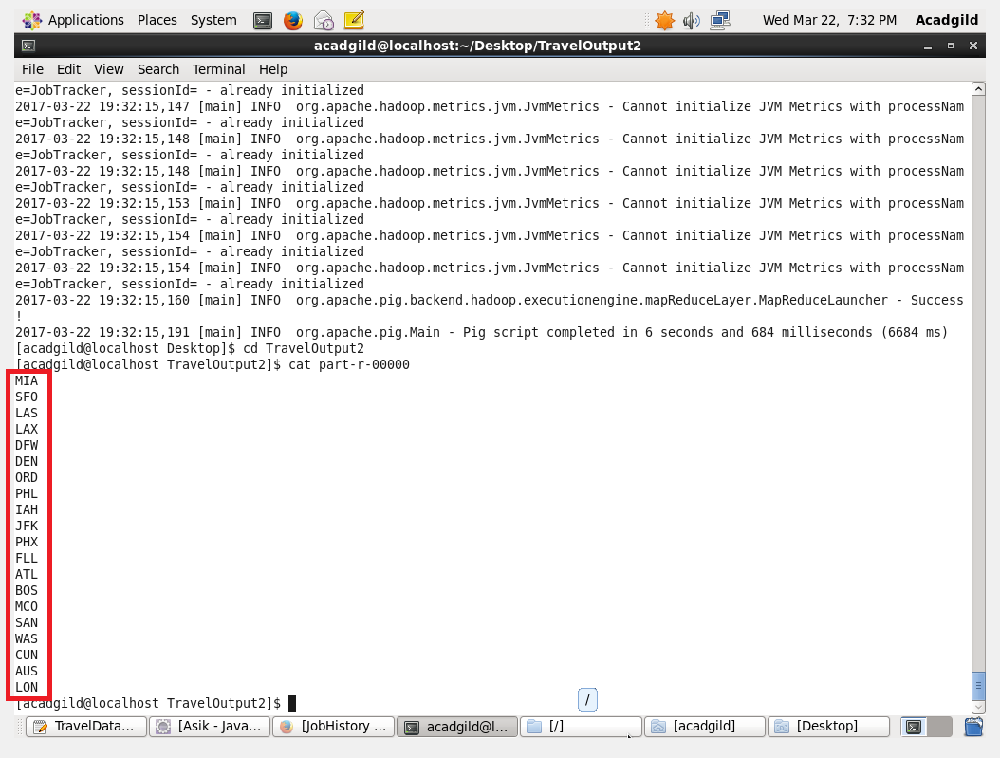 Applications Places System Wed Mar 22, 7:32 PM Acadgild
acadgild@localhost:~/Desktop/TravelOutput2
File Edit View Search Terminal Help
e=JobTracker, sessionId= - already initialized
2017-03-22 19:32:15,147 [main] INFO  org.apache.hadoop.metrics.jvm.JvmMetrics - Cannot initialize JVM Metrics with processNam
e=JobTracker, sessionId= - already initialized
2017-03-22 19:32:15,148 [main] INFO  org.apache.hadoop.metrics.jvm.JvmMetrics - Cannot initialize JVM Metrics with processNam
e=JobTracker, sessionId= - already initialized
2017-03-22 19:32:15,148 [main] INFO  org.apache.hadoop.metrics.jvm.JvmMetrics - Cannot initialize JVM Metrics with processNam
e=JobTracker, sessionId= - already initialized
2017-03-22 19:32:15,153 [main] INFO  org.apache.hadoop.metrics.jvm.JvmMetrics - Cannot initialize JVM Metrics with processNam
e=JobTracker, sessionId= - already initialized
2017-03-22 19:32:15,154 [main] INFO  org.apache.hadoop.metrics.jvm.JvmMetrics - Cannot initialize JVM Metrics with processNam
e=JobTracker, sessionId= - already initialized
2017-03-22 19:32:15,154 [main] INFO  org.apache.hadoop.metrics.jvm.JvmMetrics - Cannot initialize JVM Metrics with processNam
e=JobTracker, sessionId= - already initialized
2017-03-22 19:32:15,160 [main] INFO  org.apache.pig.backend.hadoop.executionengine.mapReduceLayer.MapReduceLauncher - Success
!
2017-03-22 19:32:15,191 [main] INFO  org.apache.pig.Main - Pig script completed in 6 seconds and 684 milliseconds (6684 ms)
[acadgild@localhost Desktop]$ cd TravelOutput2
[acadgild@localhost TravelOutput2]$ cat part-r-00000
MIA
SFO
LAS
LAX
DFW
DEN
ORD
PHL
IAH
JFK
PHX
FLL
ATL
BOS
MCO
SAN
WAS
CUN
AUS
LON
[acadgild@localhost TravelOutput2]$
/
TravelData... [Asik - Java... [JobHistory ... acadgild@l... [/] [acadgild] [Desktop]